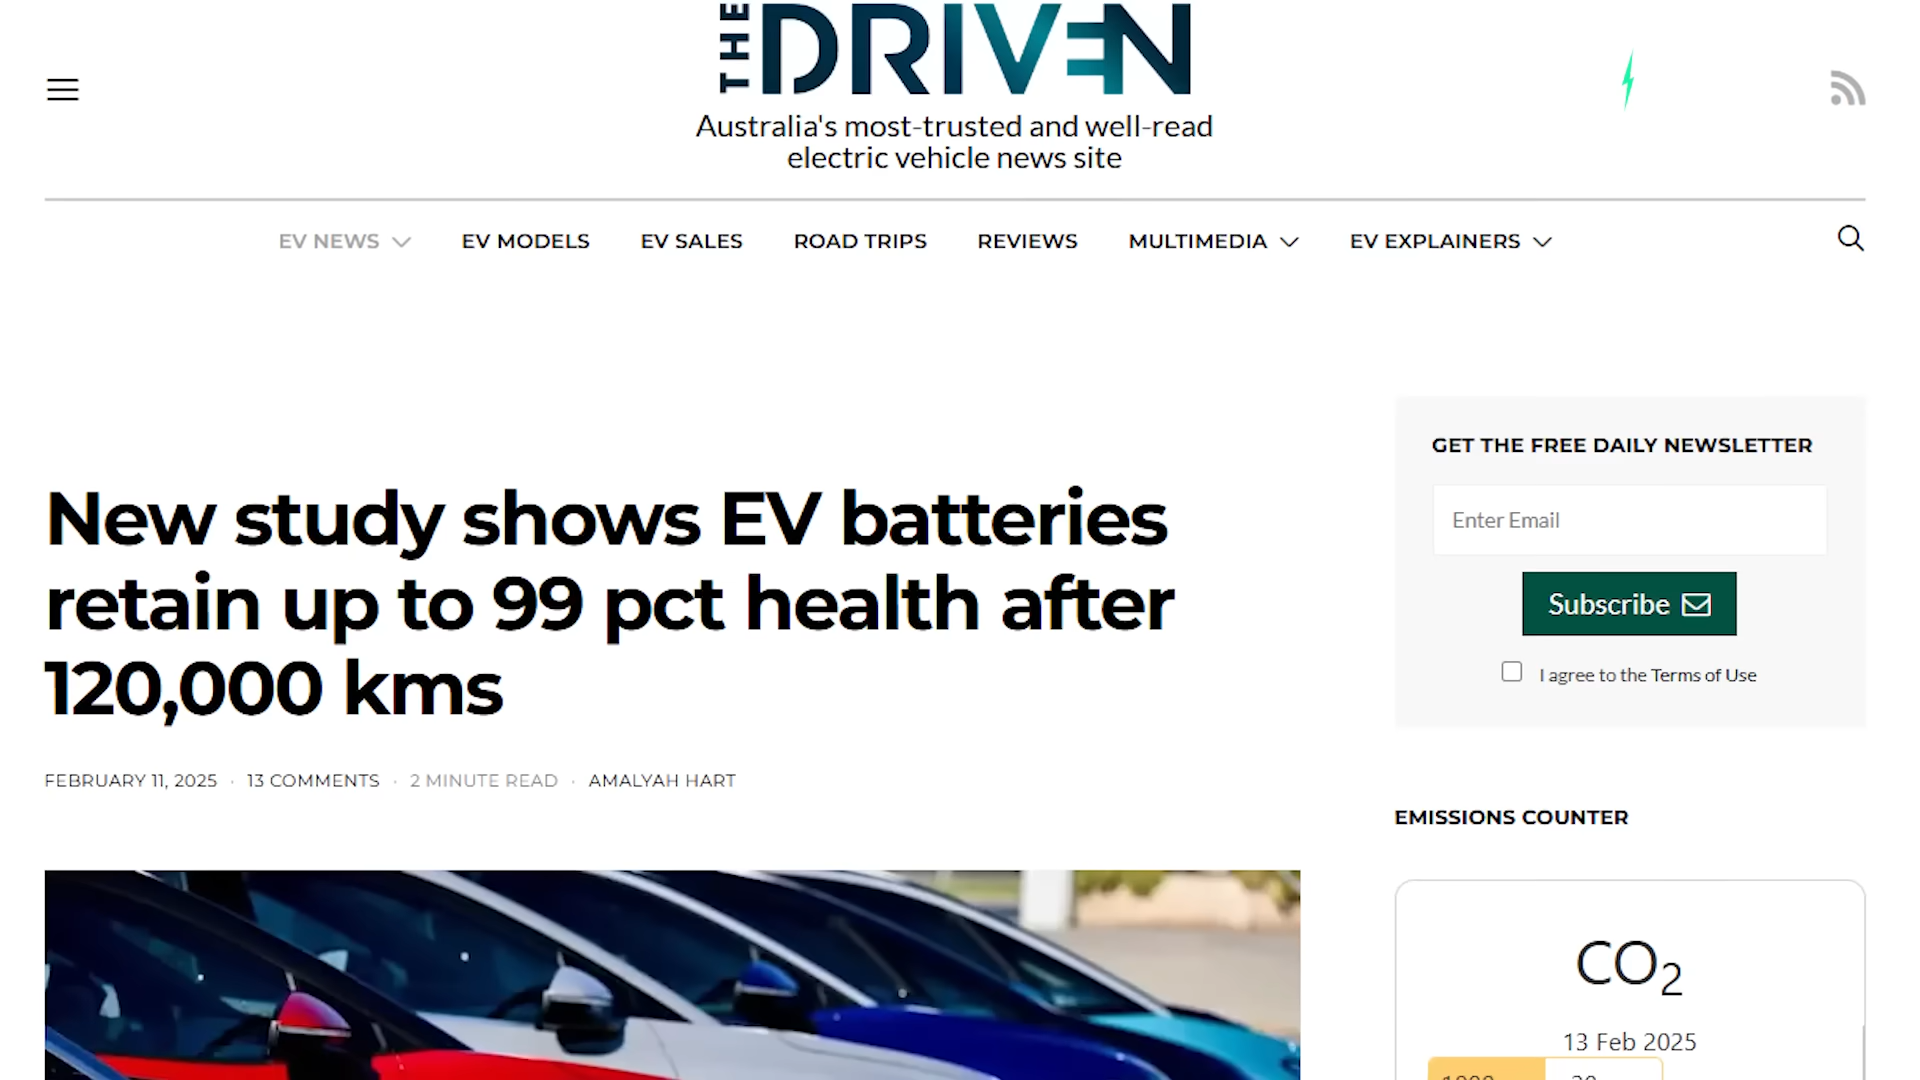 THE DRIVEN
Australia's most-trusted and well-read
electric vehicle news site
EV NEWS EV MODELS EV SALES ROAD TRIPS REVIEWS MULTIMEDIA EV EXPLAINERS
New study shows EV batteries
retain up to 99 pct health after
120,000 kms
FEBRUARY 11, 2025 · 13 COMMENTS · 2 MINUTE READ · AMALYAH HART
GET THE FREE DAILY NEWSLETTER
Enter Email
Subscribe
I agree to the Terms of Use
EMISSIONS COUNTER
CO2
13 Feb 2025